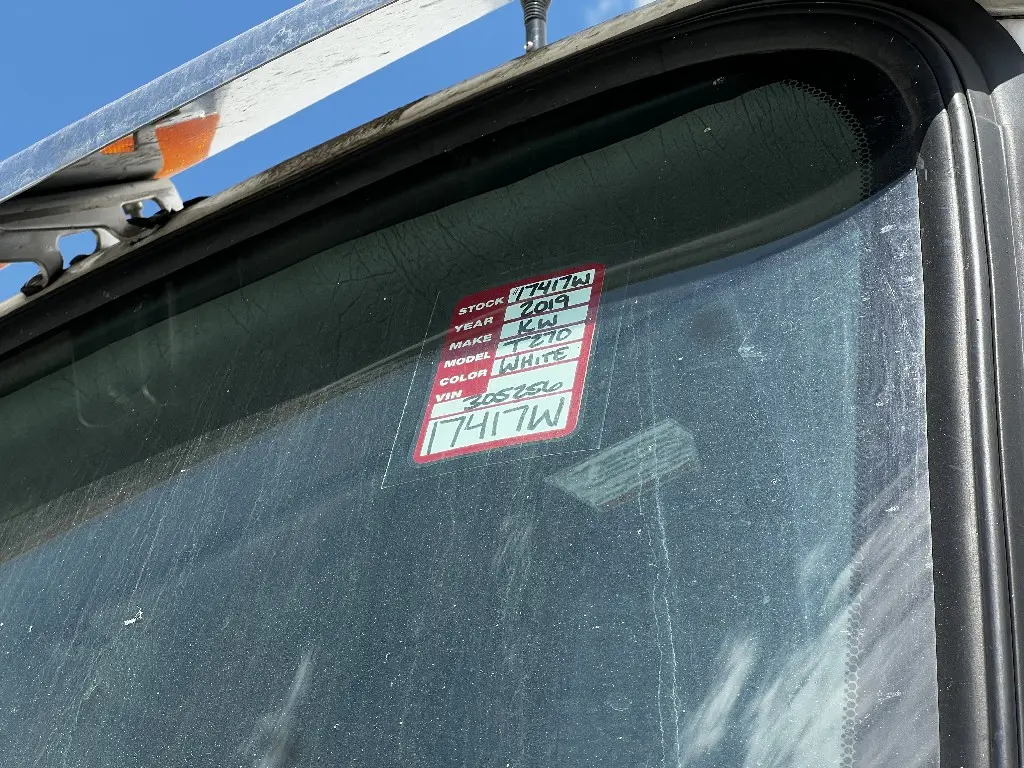 STOCK 17417W
YEAR 2019
MAKE KW
MODEL T270
COLOR WHITE
VIN 305256
17417W